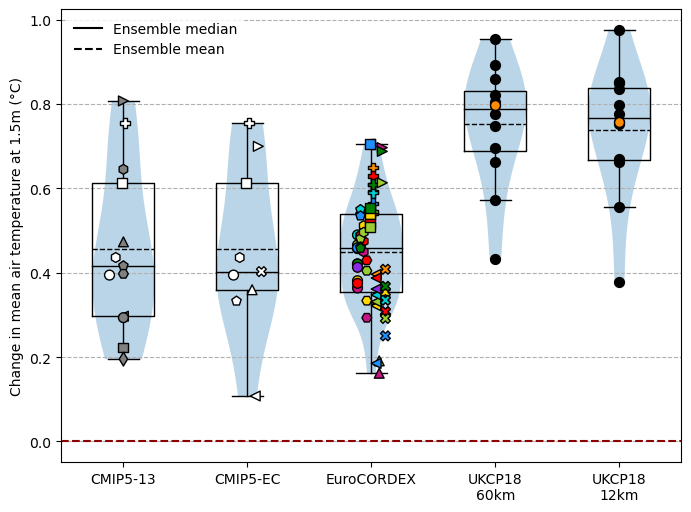 Ensemble median
Ensemble mean
Change in mean air temperature at 1.5m (°C)
1.0
0.8
0.6
0.4
0.2
0.0
CMIP5-13
CMIP5-EC
EuroCORDEX
UKCP18
60km
UKCP18
12km